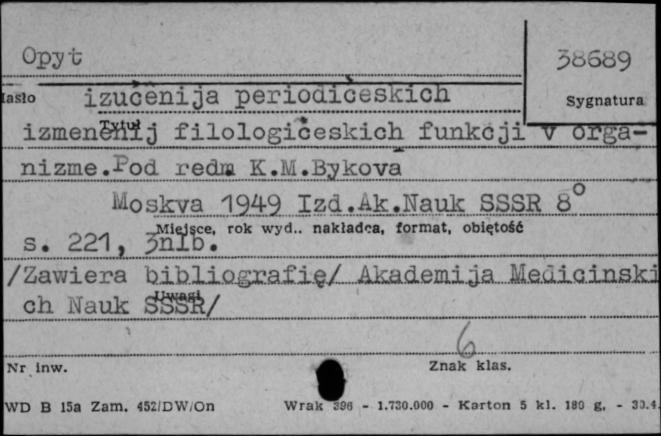 Opyt
38689
Hasło
izučenija periodičeskich
Sygnatura
Tytuł
izmenenij filologičeskich funkcji v orga-
nizme.Pod redm K.M.Bykova
Moskva 1949 Izd.Ak.Nauk SSSR 8°
Miejsce, rok wyd.. nakładca, format, objętość
s. 221, 3nlb.
/Zawiera bibliografię/ Akademija Medicinski
Uwagi
ch Nauk SSSR/
6
Nr inw.
Znak klas.
WD B 15a Zam. 452/DW/On Wrak 396 - 1.730.000 - Karton 5 kl. 180 g. - 30.4.